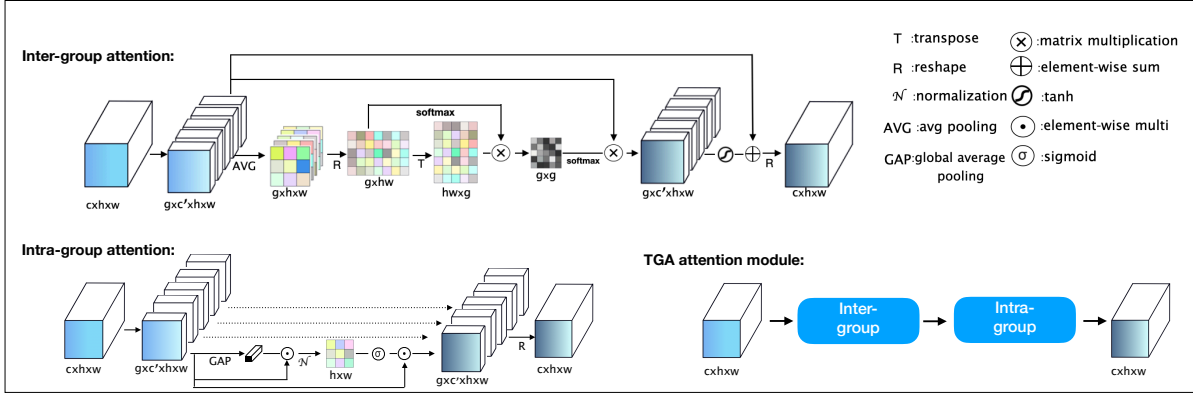 Inter-group attention:
softmax
AVG
R
T
softmax
R
cxhxw
gxc'xhxw
gxhxw
gxhw
hwxg
gxg
gxc'xhxw
cxhxw
T :transpose
R :reshape
𝒩 :normalization
AVG :avg pooling
GAP:global average
pooling
:matrix multiplication
:element-wise sum
:tanh
:element-wise multi
σ :sigmoid
Intra-group attention:
GAP
𝒩
σ
R
cxhxw
gxc'xhxw
hxw
gxc'xhxw
cxhxw
TGA attention module:
Inter-
group
Intra-
group
cxhxw
cxhxw